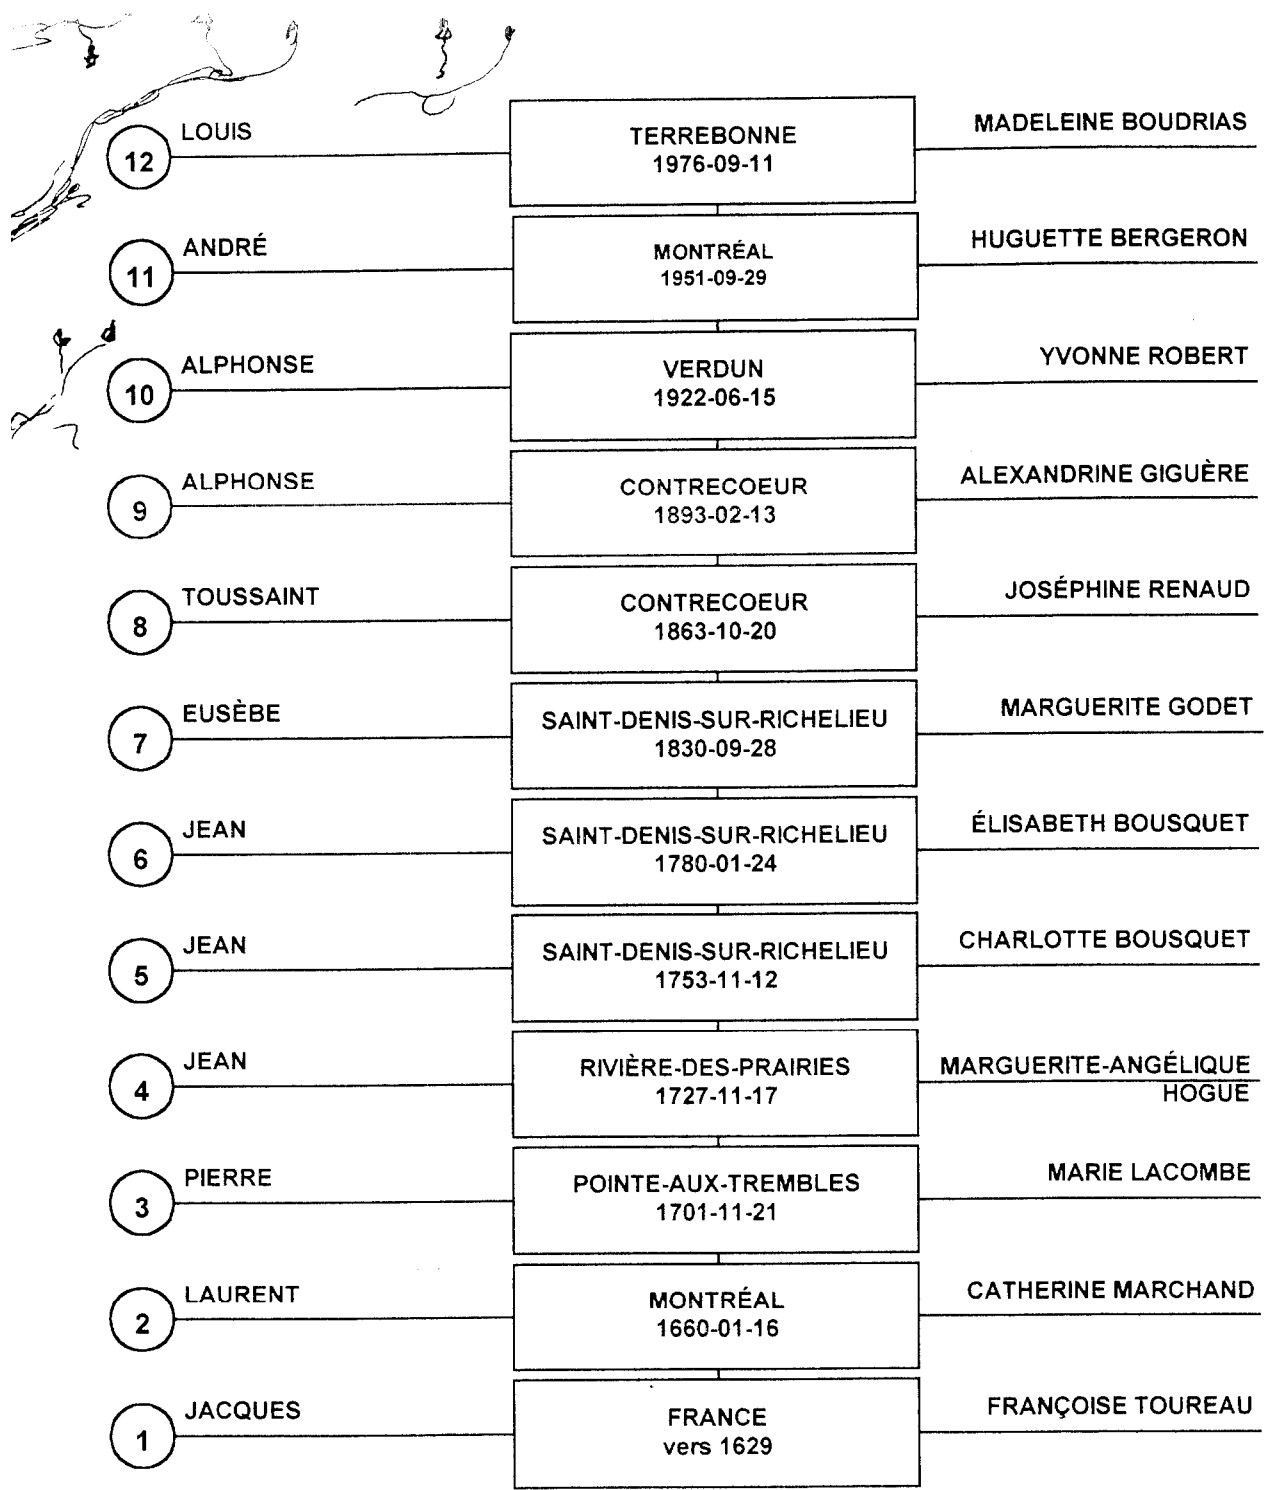 LOUIS
12
TERREBONNE
1976-09-11
MADELEINE BOUDRIAS
ANDRÉ
11
MONTRÉAL
1951-09-29
HUGUETTE BERGERON
ALPHONSE
10
VERDUN
1922-06-15
YVONNE ROBERT
ALPHONSE
9
CONTRECOEUR
1893-02-13
ALEXANDRINE GIGUÈRE
TOUSSAINT
8
CONTRECOEUR
1863-10-20
JOSÉPHINE RENAUD
EUSÈBE
7
SAINT-DENIS-SUR-RICHELIEU
1830-09-28
MARGUERITE GODET
JEAN
6
SAINT-DENIS-SUR-RICHELIEU
1780-01-24
ÉLISABETH BOUSQUET
JEAN
5
SAINT-DENIS-SUR-RICHELIEU
1753-11-12
CHARLOTTE BOUSQUET
JEAN
4
RIVIÈRE-DES-PRAIRIES
1727-11-17
MARGUERITE-ANGÉLIQUE
HOGUE
PIERRE
3
POINTE-AUX-TREMBLES
1701-11-21
MARIE LACOMBE
LAURENT
2
MONTRÉAL
1660-01-16
CATHERINE MARCHAND
JACQUES
1
FRANCE
vers 1629
FRANÇOISE TOUREAU